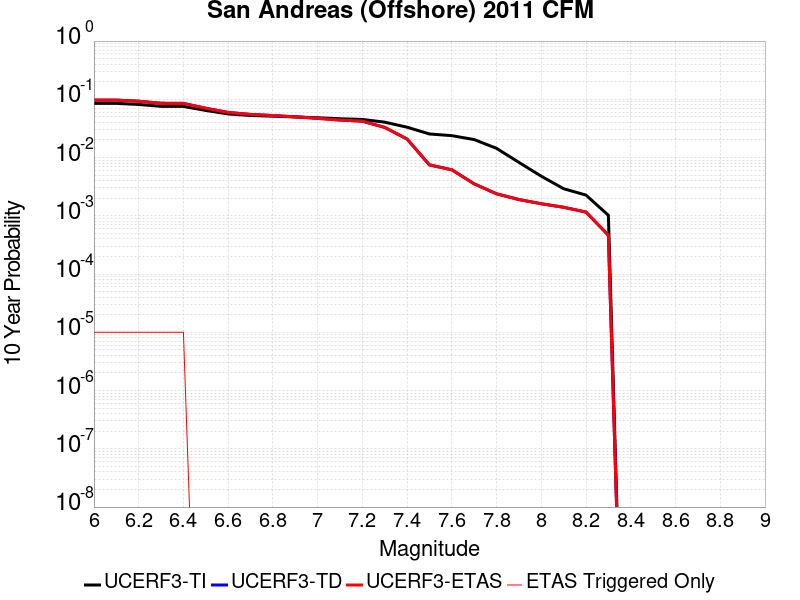 San Andreas (Offshore) 2011 CFM
10^0
10^-1
10^-2
10^-3
10^-4
10^-5
10^-6
10^-7
10^-8
10 Year Probability
6 6.2 6.4 6.6 6.8 7 7.2 7.4 7.6 7.8 8 8.2 8.4 8.6 8.8 9
Magnitude
UCERF3-TI UCERF3-TD UCERF3-ETAS ETAS Triggered Only